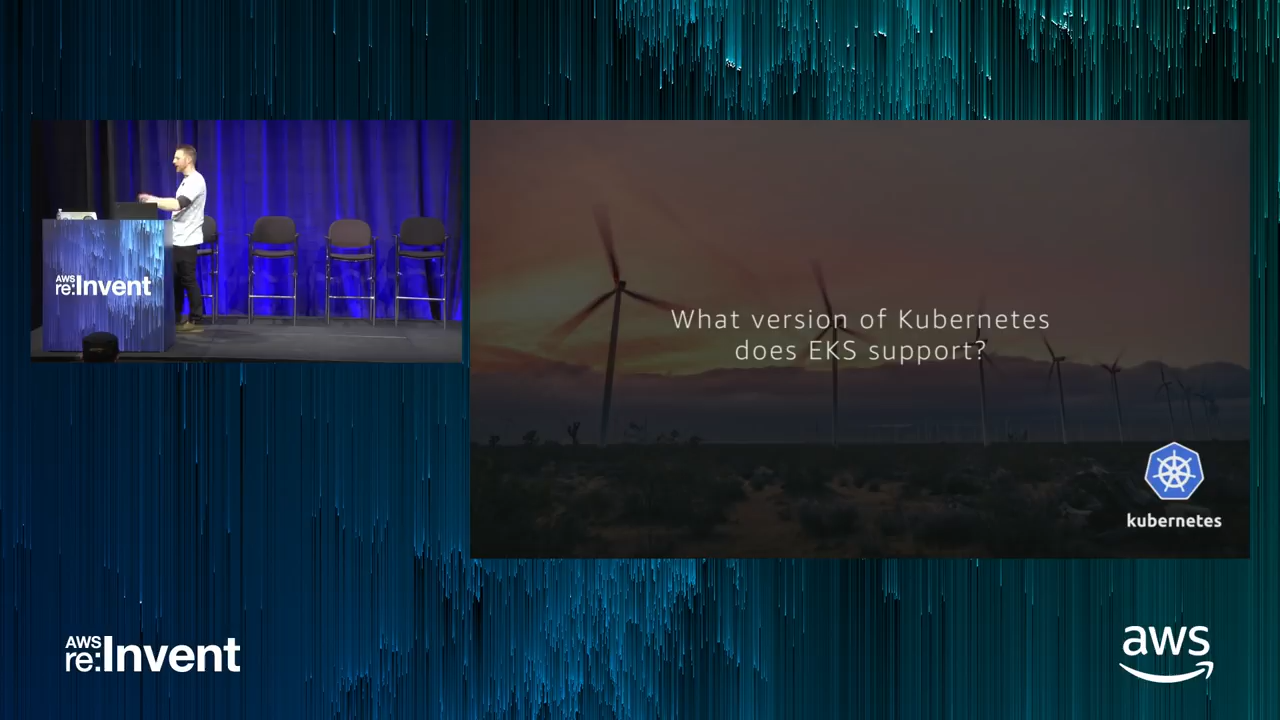 AWS
re:Invent
What version of Kubernetes
does EKS support?
kubernetes
AWS
re:Invent
aws